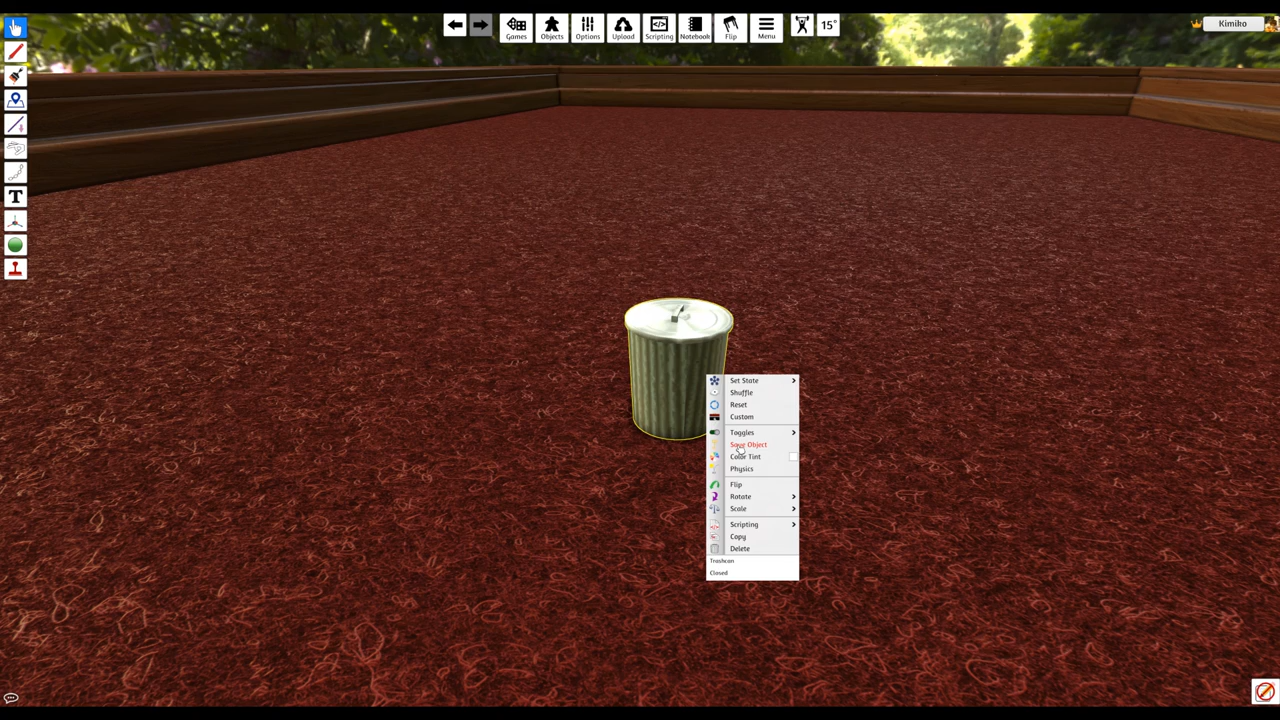 Games Objects Options Upload Scripting Notebook Flip Menu 15° Kimiko
T
Set State
Shuffle
Reset
Custom
Toggles
Save Object
Color Tint
Physics
Flip
Rotate
Scale
Scripting
Copy
Delete
Trashcan
Closed